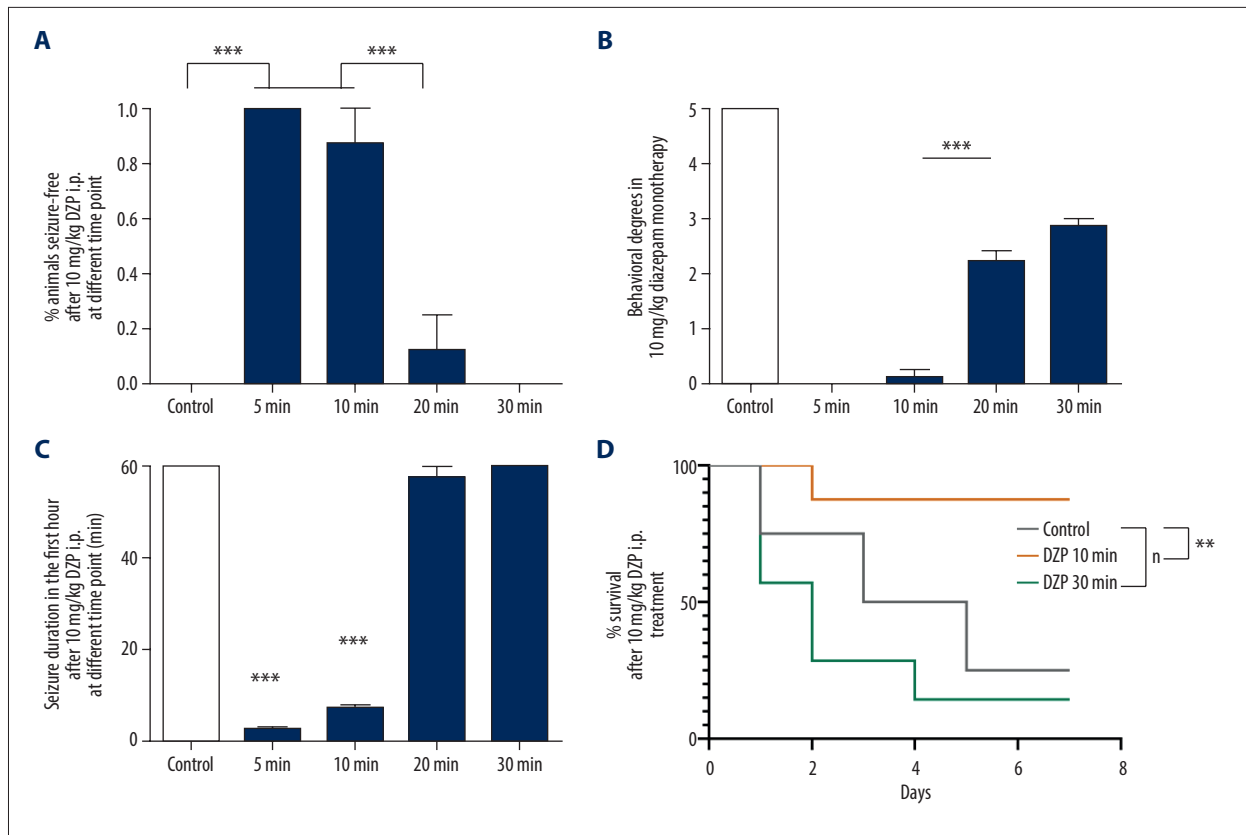 A
*** ***
% animals seizure-free
after 10 mg/kg DZP i.p.
at different time point
1.0
0.8
0.6
0.4
0.2
0.0
Control 5 min 10 min 20 min 30 min
B
***
Behavioral degrees in
10 mg/kg diazepam monotherapy
5
4
3
2
1
0
Control 5 min 10 min 20 min 30 min
C
Seizure duration in the first hour
after 10 mg/kg DZP i.p.
at different time point (min)
60
40
20
0
***
***
Control 5 min 10 min 20 min 30 min
D
% survival
after 10 mg/kg DZP i.p.
treatment
100
50
0
Control
DZP 10 min
DZP 30 min
n
**
0 2 4 6 8
Days